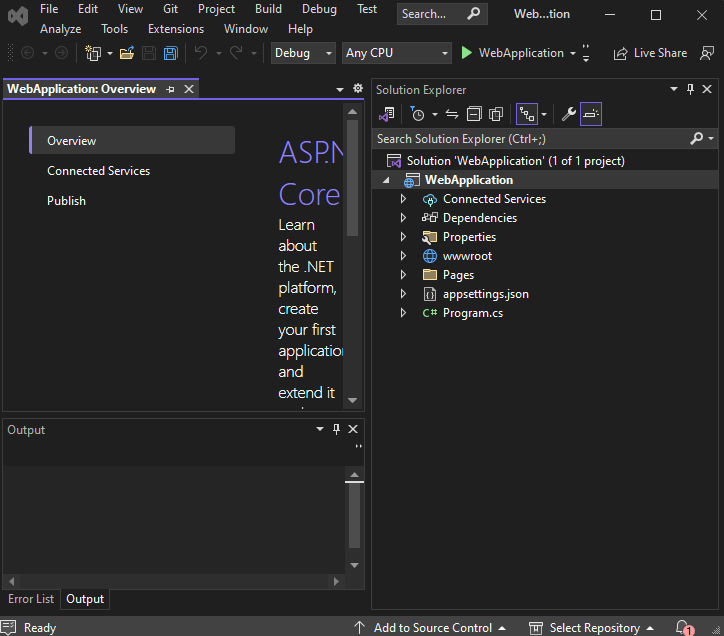 File Edit View Git Project Build Debug Test Search... Web...tion
Analyze Tools Extensions Window Help
Debug Any CPU WebApplication Live Share
WebApplication: Overview
Overview
Connected Services
Publish
ASP.N
Core
Learn
about
the .NET
platform,
create
your first
application
and
extend it
Output
Error List Output
Solution Explorer
Search Solution Explorer (Ctrl+;)
Solution 'WebApplication' (1 of 1 project)
WebApplication
Connected Services
Dependencies
Properties
wwwroot
Pages
appsettings.json
C# Program.cs
Ready Add to Source Control Select Repository 1